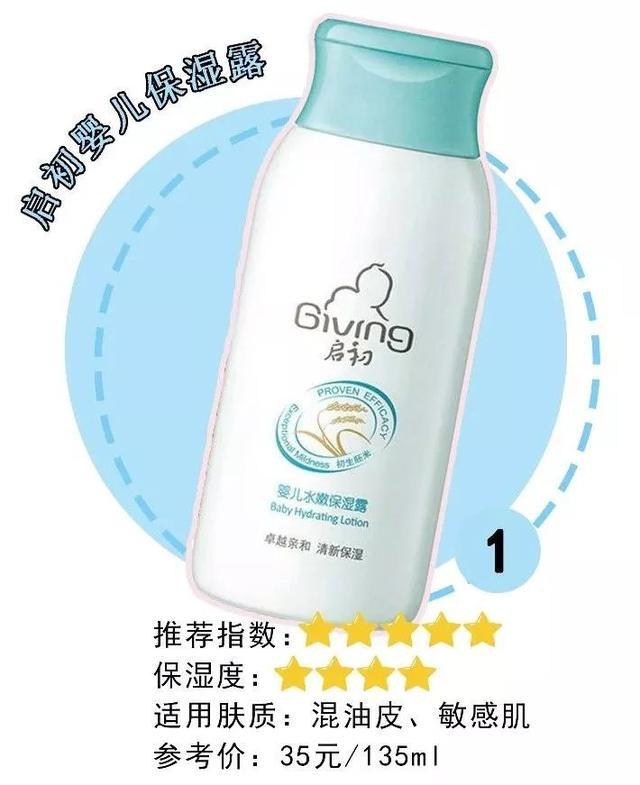 启初婴儿保湿露
Giving
启初
PROVEN EFFICACY
Exceptional Mildness 初生胚米
婴儿水嫩保湿露
Baby Hydrating Lotion
卓越亲和 清新保湿
1
推荐指数:
保湿度:
适用肤质: 混油皮、敏感肌
参考价: 35元/135ml